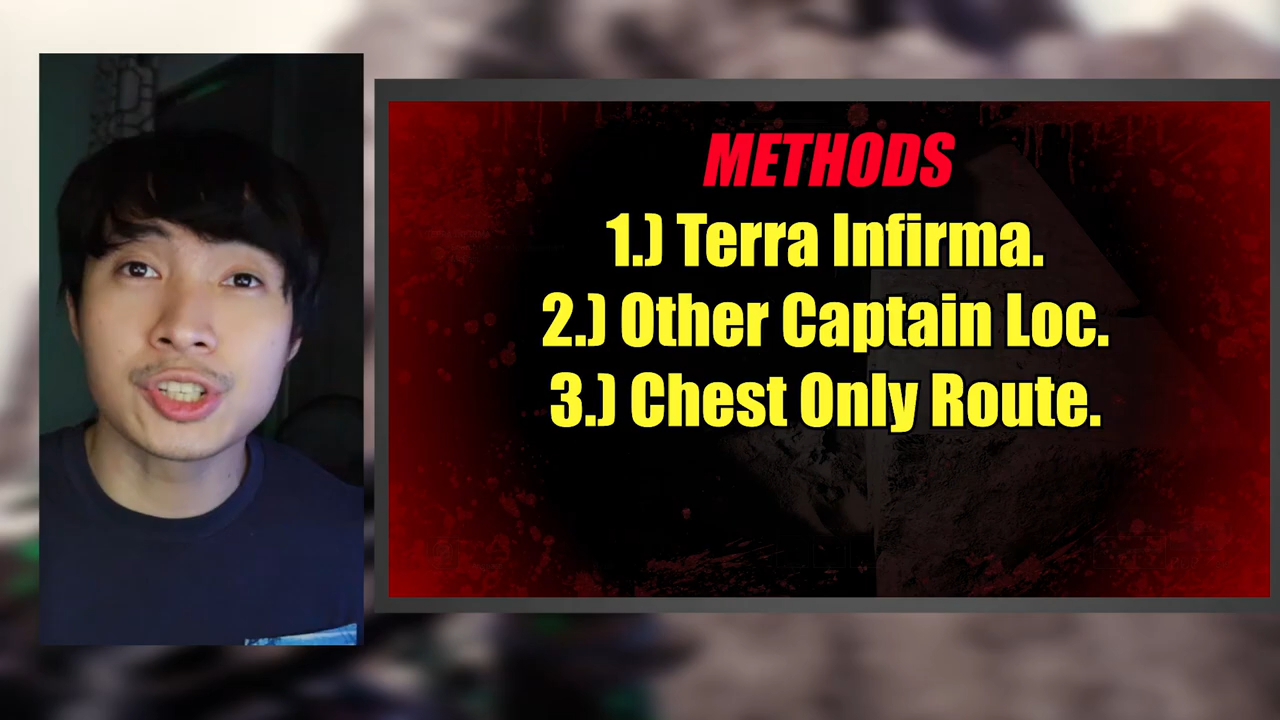 METHODS
1.) Terra Infirma.
2.) Other Captain Loc.
3.) Chest Only Route.